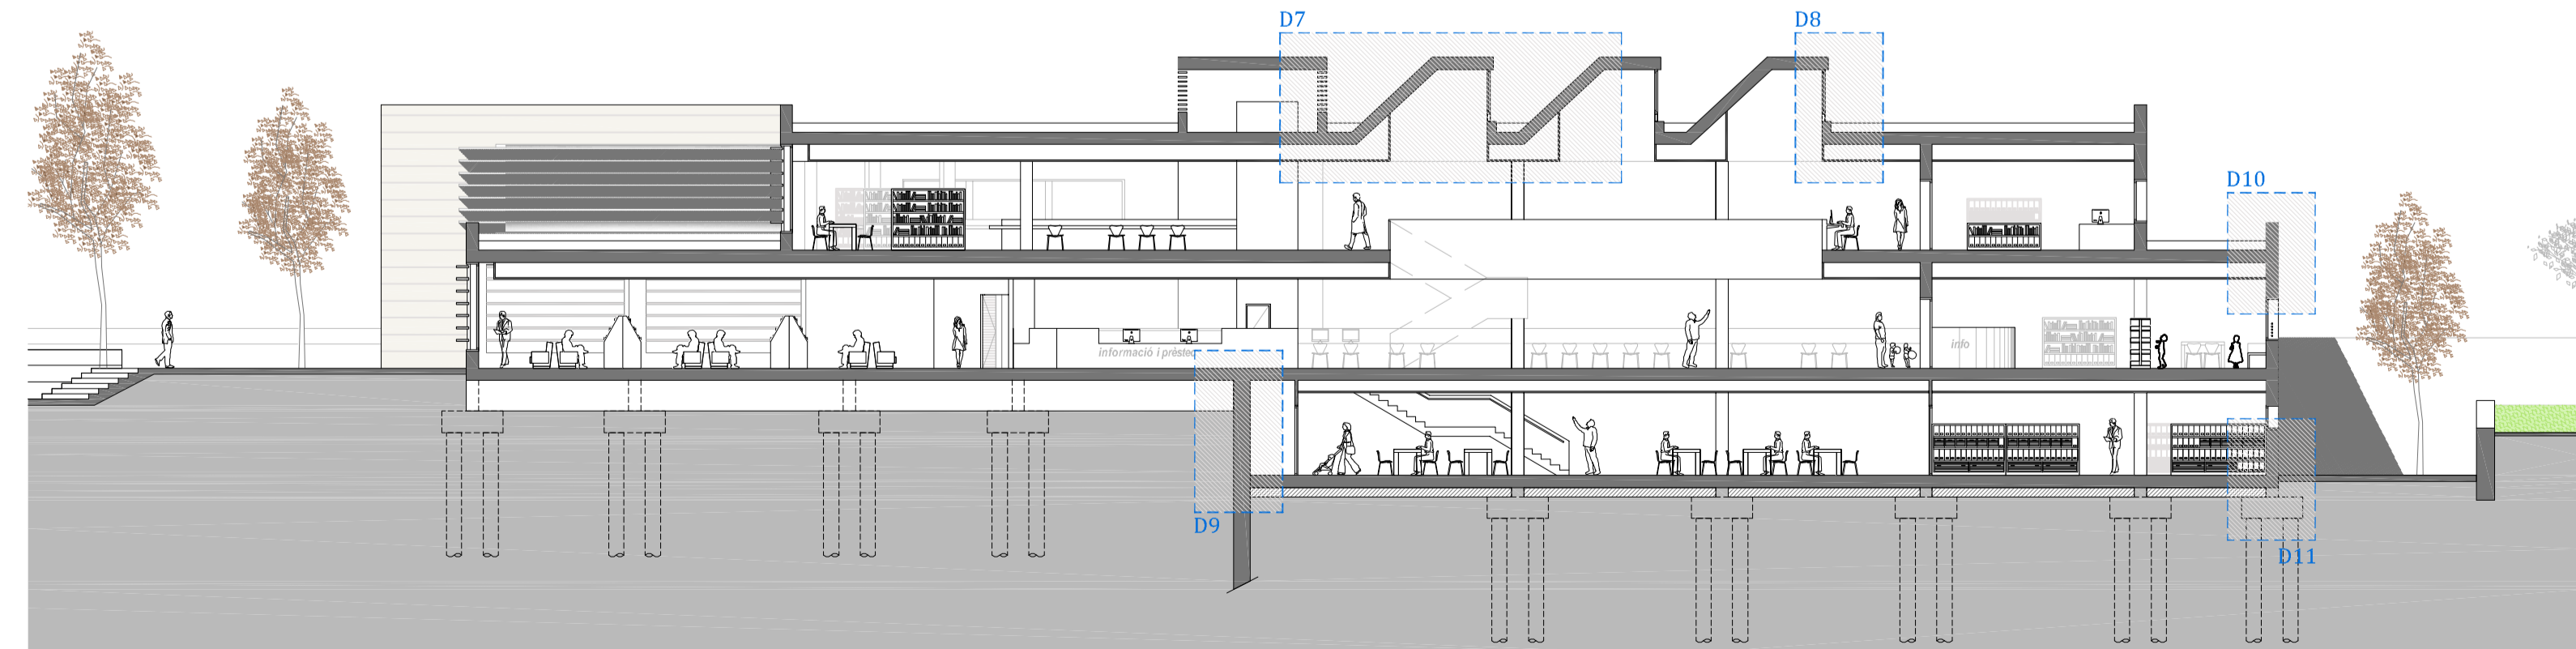 D7
D8
D10
informació i préstec
info
D9
D11